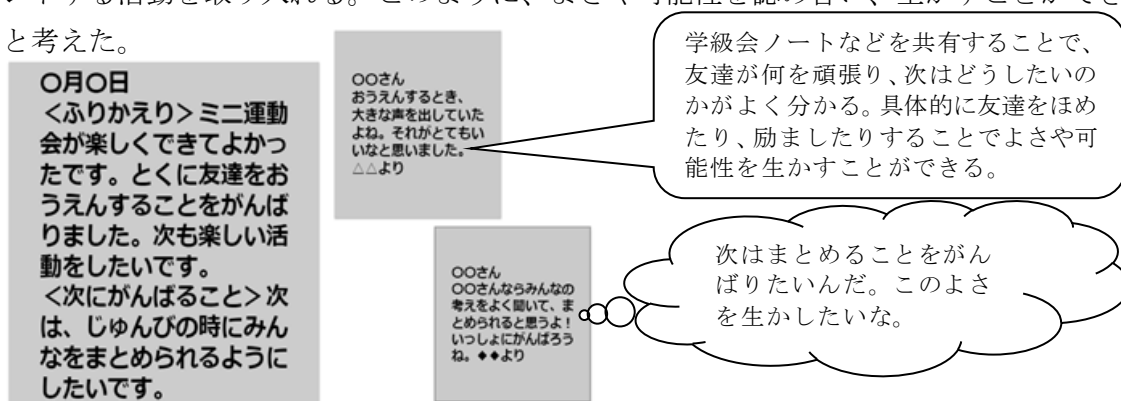 と考えた。
〇月〇日
<ふりかえり>ミニ運動
会が楽しくできてよかっ
たです。とくに友達をお
うえんすることをがんば
りました。次も楽しい活
動をしたいです。
<次にがんばること>次
は、じゅんびの時にみん
なをまとめられるように
したいです。
〇〇さん
おうえんするとき、
大きな声を出していた
よね。それがとてもい
いなと思いました。
△△より
学級会ノートなどを共有することで、
友達が何を頑張り、次はどうしたいの
かがよく分かる。具体的に友達をほめ
たり、励ましたりすることでよさや可
能性を生かすことができる。
〇〇さん
〇〇さんならみんなの
考えをよく聞いて、ま
とめられると思うよ！
いっしょにがんばろう
ね。◆◆より
次はまとめることをがん
ばりたいんだ。このよさ
を生かしたいな。